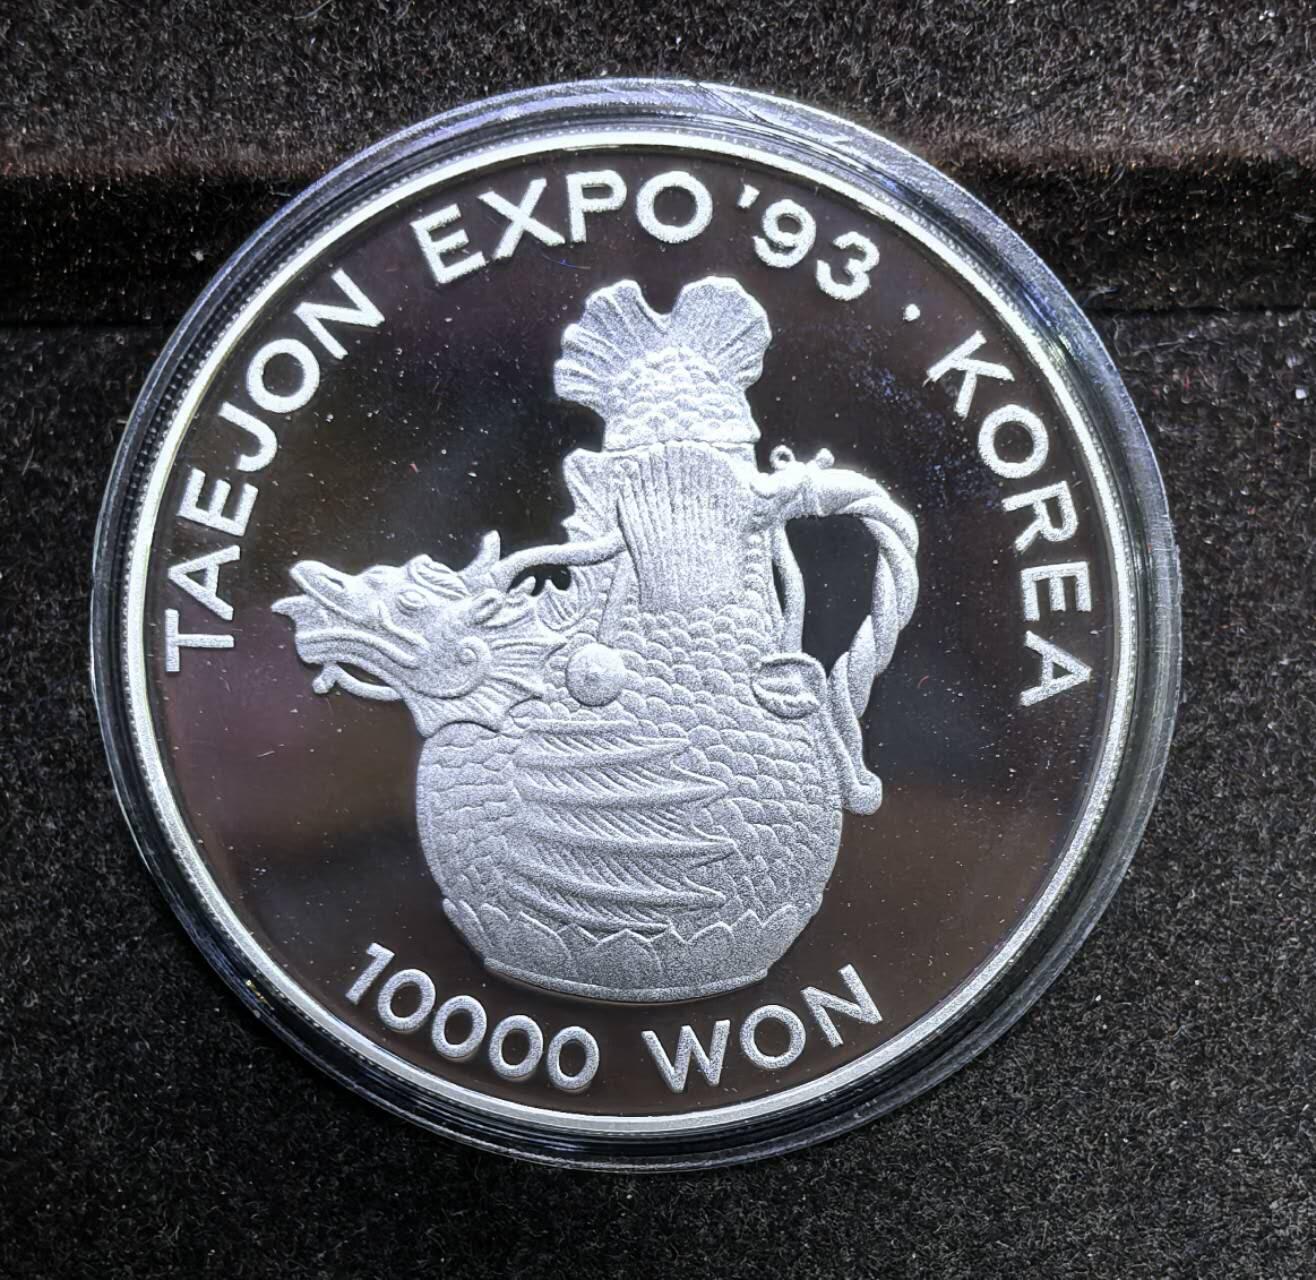 TAEJON EXPO '93 · KOREA
10000 WON